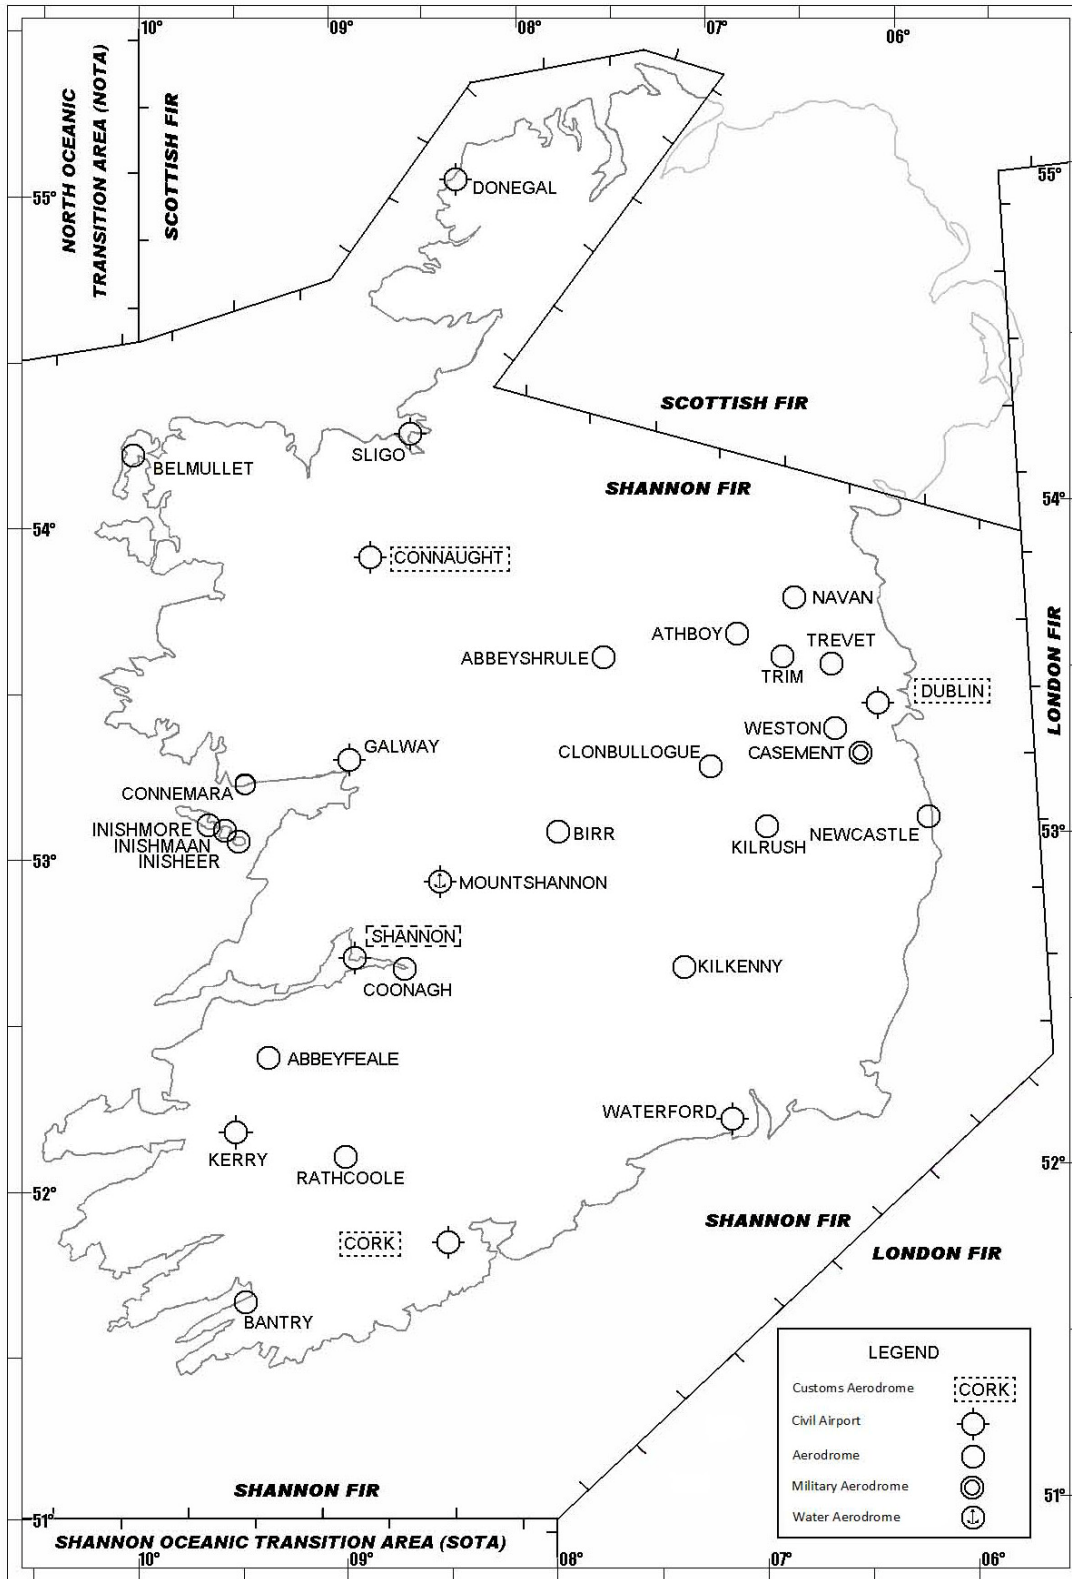 10°
09°
08°
07°
06°
NORTH OCEANIC
TRANSITION AREA (NOTA)
SCOTTISH FIR
55°
55°
DONEGAL
SCOTTISH FIR
SLIGO
BELMULLET
SHANNON FIR
54°
54°
CONNAUGHT
NAVAN
ATHBOY
TREVET
ABBEYSHRULE
TRIM
LONDON FIR
DUBLIN
WESTON
GALWAY
CLONBULLOGUE
CASEMENT
CONNEMARA
INISHMORE
BIRR
NEWCASTLE
53°
INISHMAAN
KILRUSH
INISHEER
53°
MOUNTSHANNON
SHANNON
KILKENNY
COONAGH
ABBEYFEALE
WATERFORD
KERRY
52°
RATHCOOLE
52°
SHANNON FIR
CORK
LONDON FIR
BANTRY
LEGEND
Customs Aerodrome
CORK
Civil Airport
Aerodrome
Military Aerodrome
Water Aerodrome
SHANNON FIR
51°
51°
SHANNON OCEANIC TRANSITION AREA (SOTA)
10°
09°
08°
07°
06°